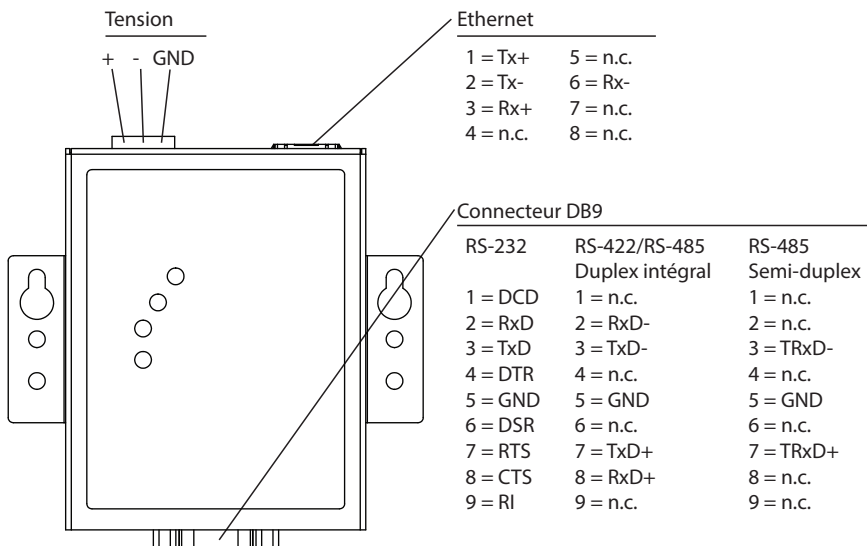 Tension
+ - GND
Ethernet
1 = Tx+ 5 = n.c.
2 = Tx- 6 = Rx-
3 = Rx+ 7 = n.c.
4 = n.c. 8 = n.c.
Connecteur DB9
RS-232 RS-422/RS-485 RS-485
Duplex intégral Semi-duplex
1 = DCD 1 = n.c. 1 = n.c.
2 = RxD 2 = RxD- 2 = n.c.
3 = TxD 3 = TxD- 3 = TRxD-
4 = DTR 4 = n.c. 4 = n.c.
5 = GND 5 = GND 5 = GND
6 = DSR 6 = n.c. 6 = n.c.
7 = RTS 7 = TxD+ 7 = TRxD+
8 = CTS 8 = RxD+ 8 = n.c.
9 = RI 9 = n.c. 9 = n.c.